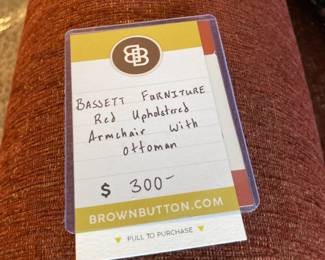 BB
BASSETT FURNITURE
Red Upholstered
Armchair with
ottoman
$ 300-
BROWNBUTTON.COM
PULL TO PURCHASE